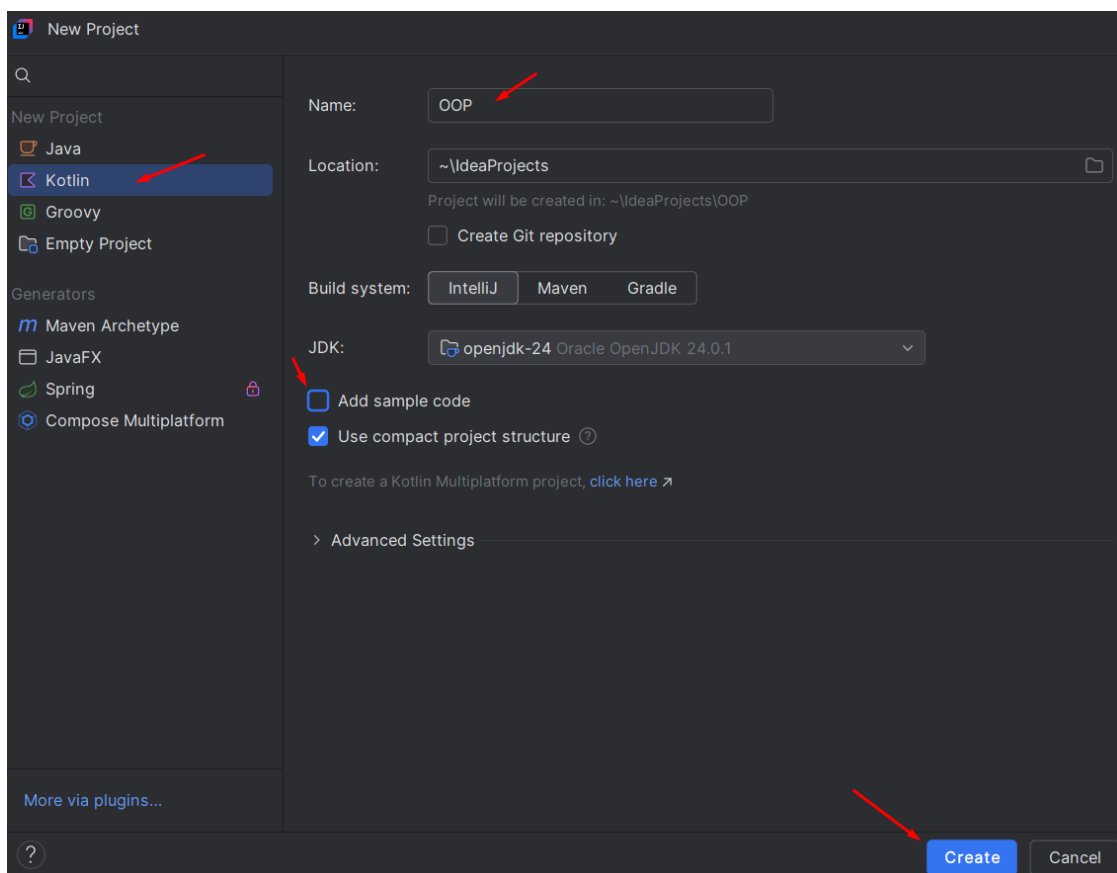 New Project
New Project
Java
Kotlin
Groovy
Empty Project
Generators
Maven Archetype
JavaFX
Spring
Compose Multiplatform
More via plugins...
Name: OOP
Location: ~\IdeaProjects
Project will be created in: ~\IdeaProjects\OOP
Create Git repository
Build system: IntelliJ Maven Gradle
JDK: openjdk-24 Oracle OpenJDK 24.0.1
Add sample code
Use compact project structure ?
To create a Kotlin Multiplatform project, click here ↗
Advanced Settings
? Create Cancel